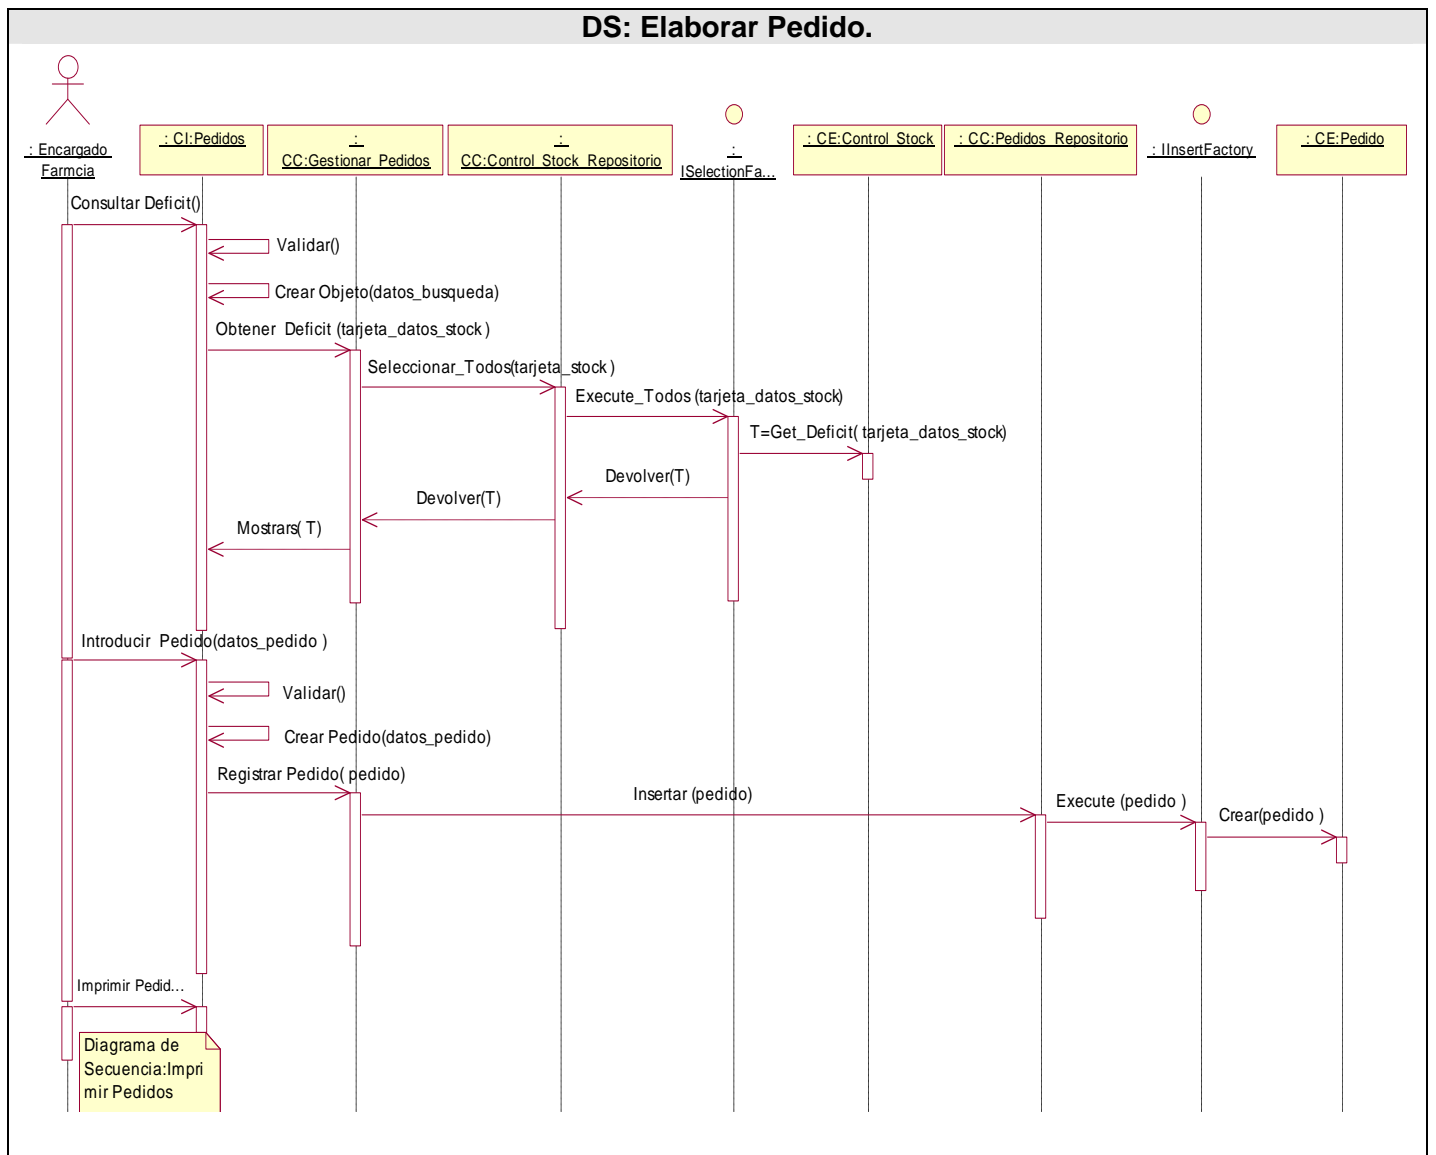 DS: Elaborar Pedido.
: Encargado
Farmcia
: CI:Pedidos
:
CC:Gestionar_Pedidos
:
CC:Control_Stock_Repositorio
:
ISelectionFa...
: CE:Control_Stock
: CC:Pedidos_Repositorio
: IInsertFactory
: CE:Pedido
Consultar Deficit()
Validar()
Crear Objeto(datos_busqueda)
Obtener Deficit (tarjeta_datos_stock )
Seleccionar_Todos(tarjeta_stock )
Execute_Todos (tarjeta_datos_stock)
T=Get_Deficit( tarjeta_datos_stock)
Devolver(T)
Devolver(T)
Mostrars( T)
Introducir Pedido(datos_pedido )
Validar()
Crear Pedido(datos_pedido)
Registrar Pedido( pedido)
Insertar (pedido)
Execute (pedido )
Crear(pedido )
Imprimir Pedid...
Diagrama de
Secuencia:Impri
mir Pedidos